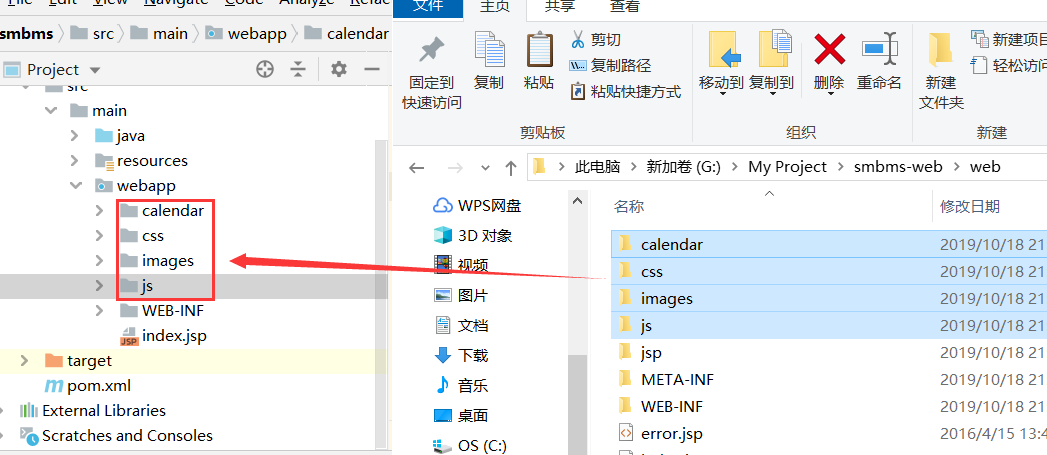 Help Edit View Navigate Code Analyze Refac
smbms src main webapp calendar
Project
src
main
java
resources
webapp
calendar
css
images
js
WEB-INF
index.jsp
target
pom.xml
External Libraries
Scratches and Consoles
文件 主页 共享 查看
固定到快速访问
复制
粘贴
剪切
复制路径
粘贴快捷方式
剪贴板
移动到 复制到 删除 重命名
组织
新建
文件夹
新建项目
轻松访问
新建
此电脑 新加卷 (G:) My Project smbms-web web
WPS网盘
3D 对象
视频
图片
文档
下载
音乐
桌面
OS (C:)
名称 修改日期
calendar 2019/10/18 21
css 2019/10/18 21
images 2019/10/18 21
js 2019/10/18 21
jsp 2019/10/18 21
META-INF 2019/10/18 21
WEB-INF 2019/10/18 21
error.jsp 2016/4/15 13:4